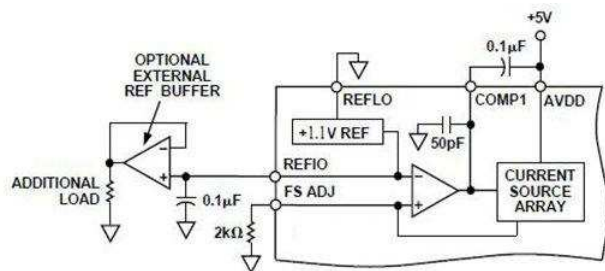 +5V
OPTIONAL
EXTERNAL
REF BUFFER
0.1μF
REFLO
COMP1
AVDD
+1.1V REF
50pF
REFIO
ADDITIONAL
LOAD
0.1μF
FS ADJ
CURRENT
SOURCE
ARRAY
2kΩ
- + - +